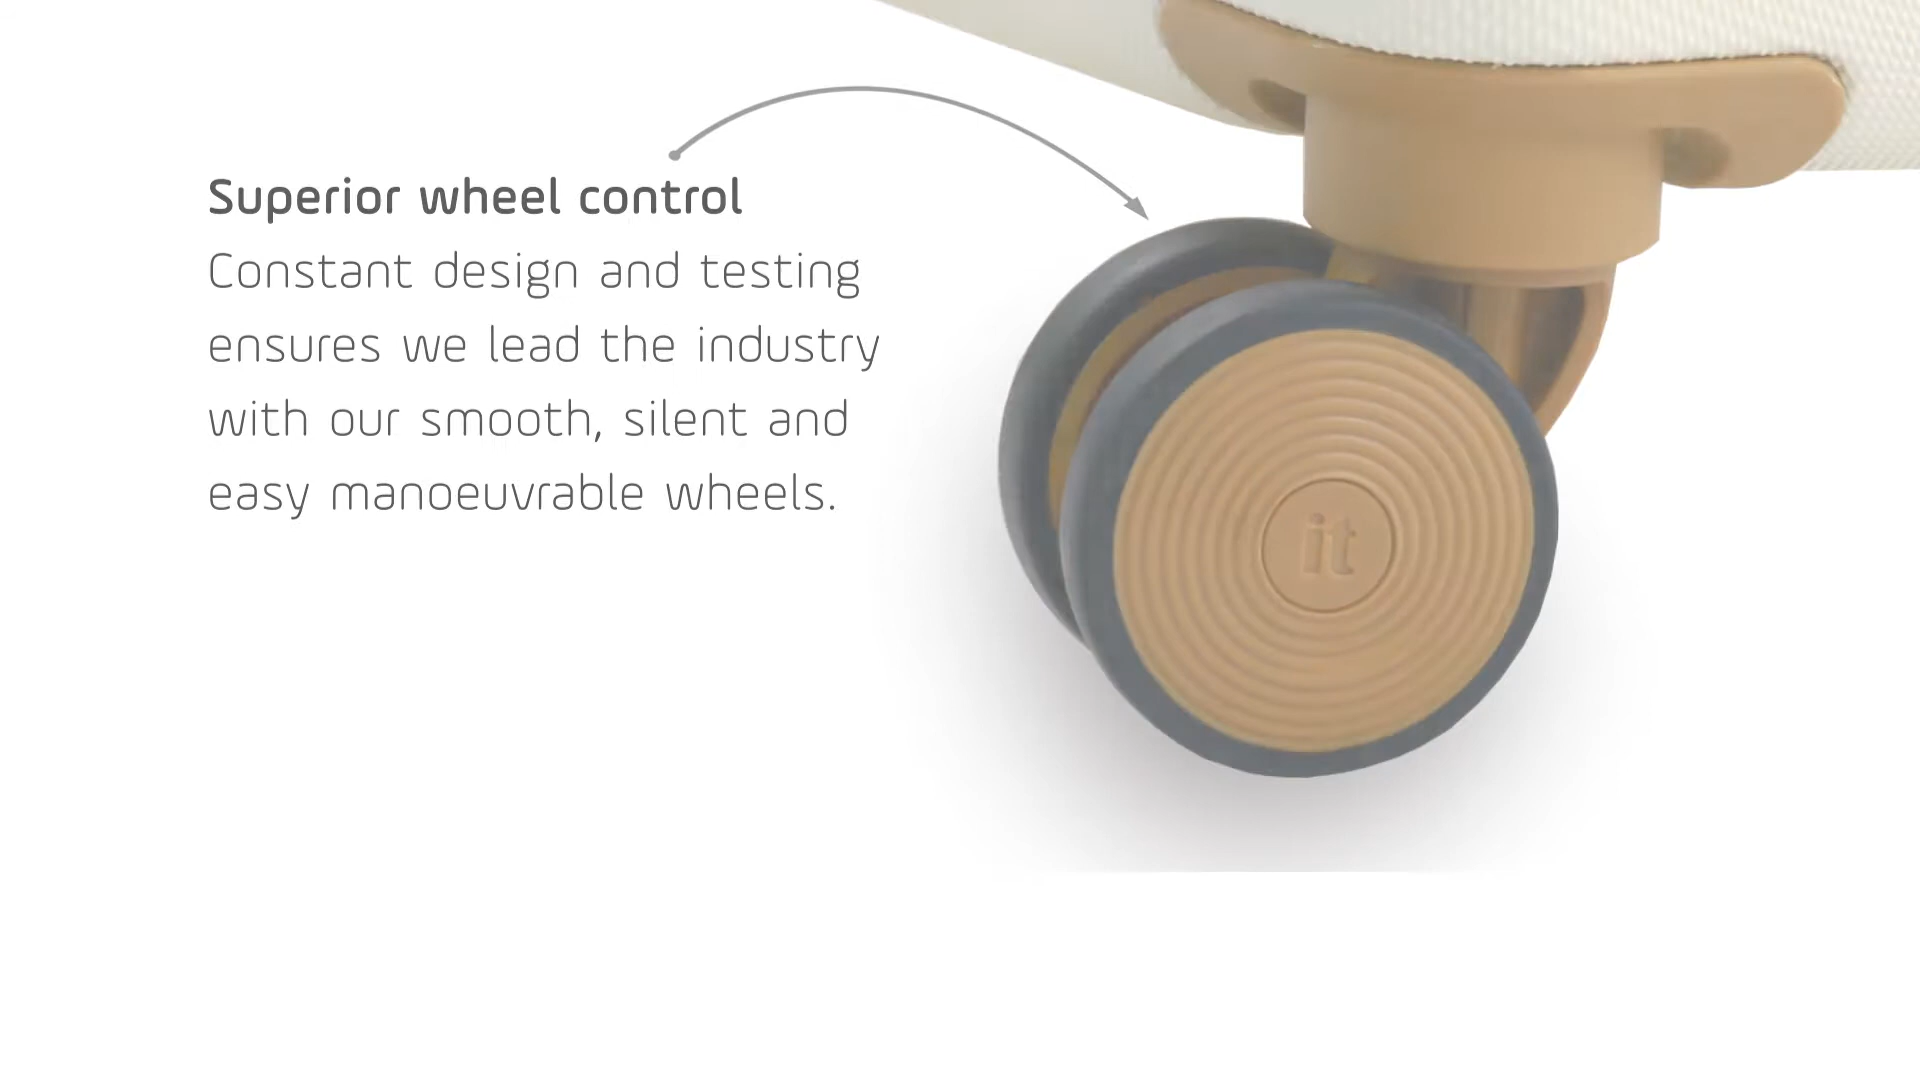 Superior wheel control
Constant design and testing
ensures we lead the industry
with our smooth, silent and
easy manoeuvrable wheels.
it